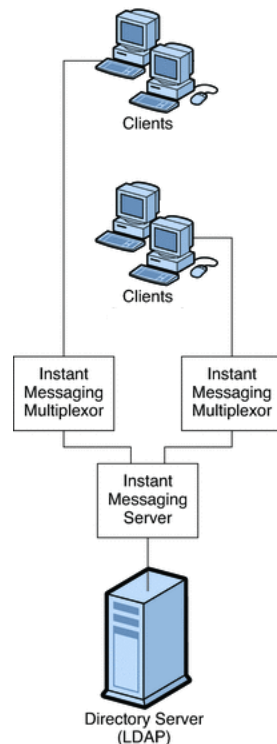 Clients
Clients
Instant
Messaging
Multiplexor
Instant
Messaging
Multiplexor
Instant
Messaging
Server
Directory Server
(LDAP)